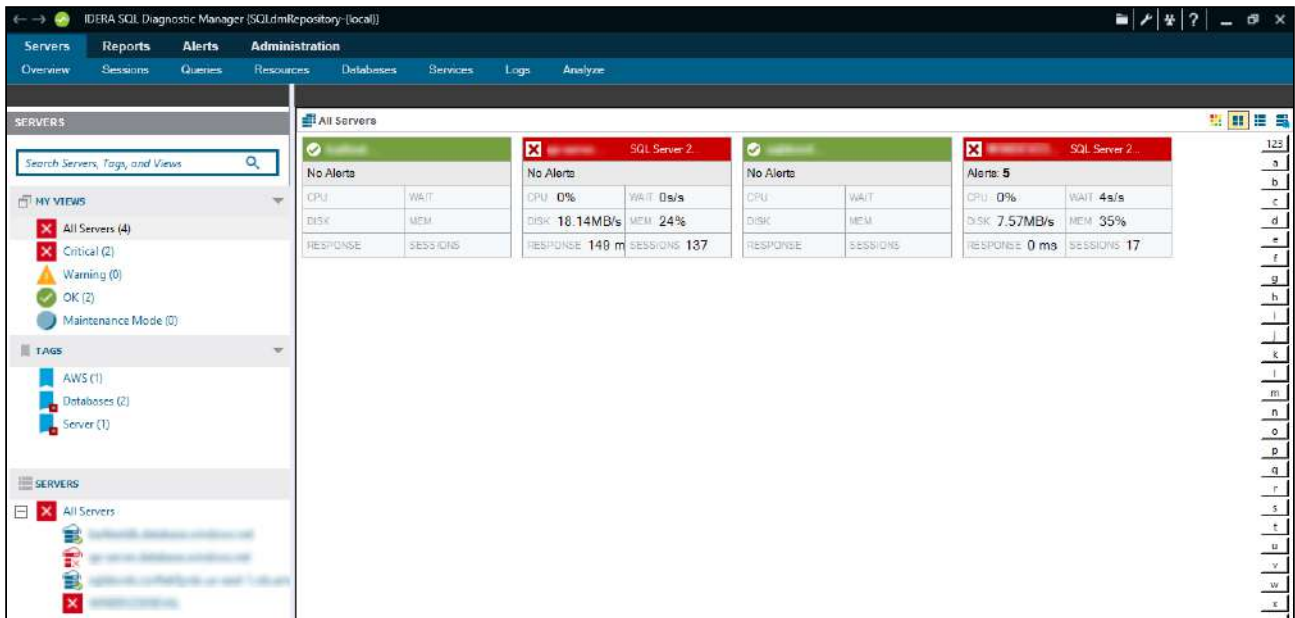 IDERA SQL Diagnostic Manager {SQLdmRepository-(local)}
Servers Reports Alerts Administration
Overview Sessions Queries Resources Databases Services Logs Analyze
SERVERS
Search Servers, Tags, and Views
MY VIEWS
All Servers (4)
Critical (2)
Warning (0)
OK (2)
Maintenance Mode (0)
TAGS
AWS (1)
Databases (2)
Server (1)
SERVERS
All Servers
All Servers
No Alerts
CPU WAIT
DISK MEM
RESPONSE SESSIONS
SQL Server 2...
No Alerts
CPU 0% WAIT 0s/s
DISK 18.14MB/s MEM 24%
RESPONSE 149 m SESSIONS 137
No Alerts
CPU WAIT
DISK MEM
RESPONSE SESSIONS
SQL Server 2...
Alerts: 5
CPU 0% WAIT 4s/s
DISK 7.57MB/s MEM 35%
RESPONSE 0 ms SESSIONS 17
123
a
b
c
d
e
f
g
h
i
j
k
l
m
n
o
p
q
r
s
t
u
v
w
x